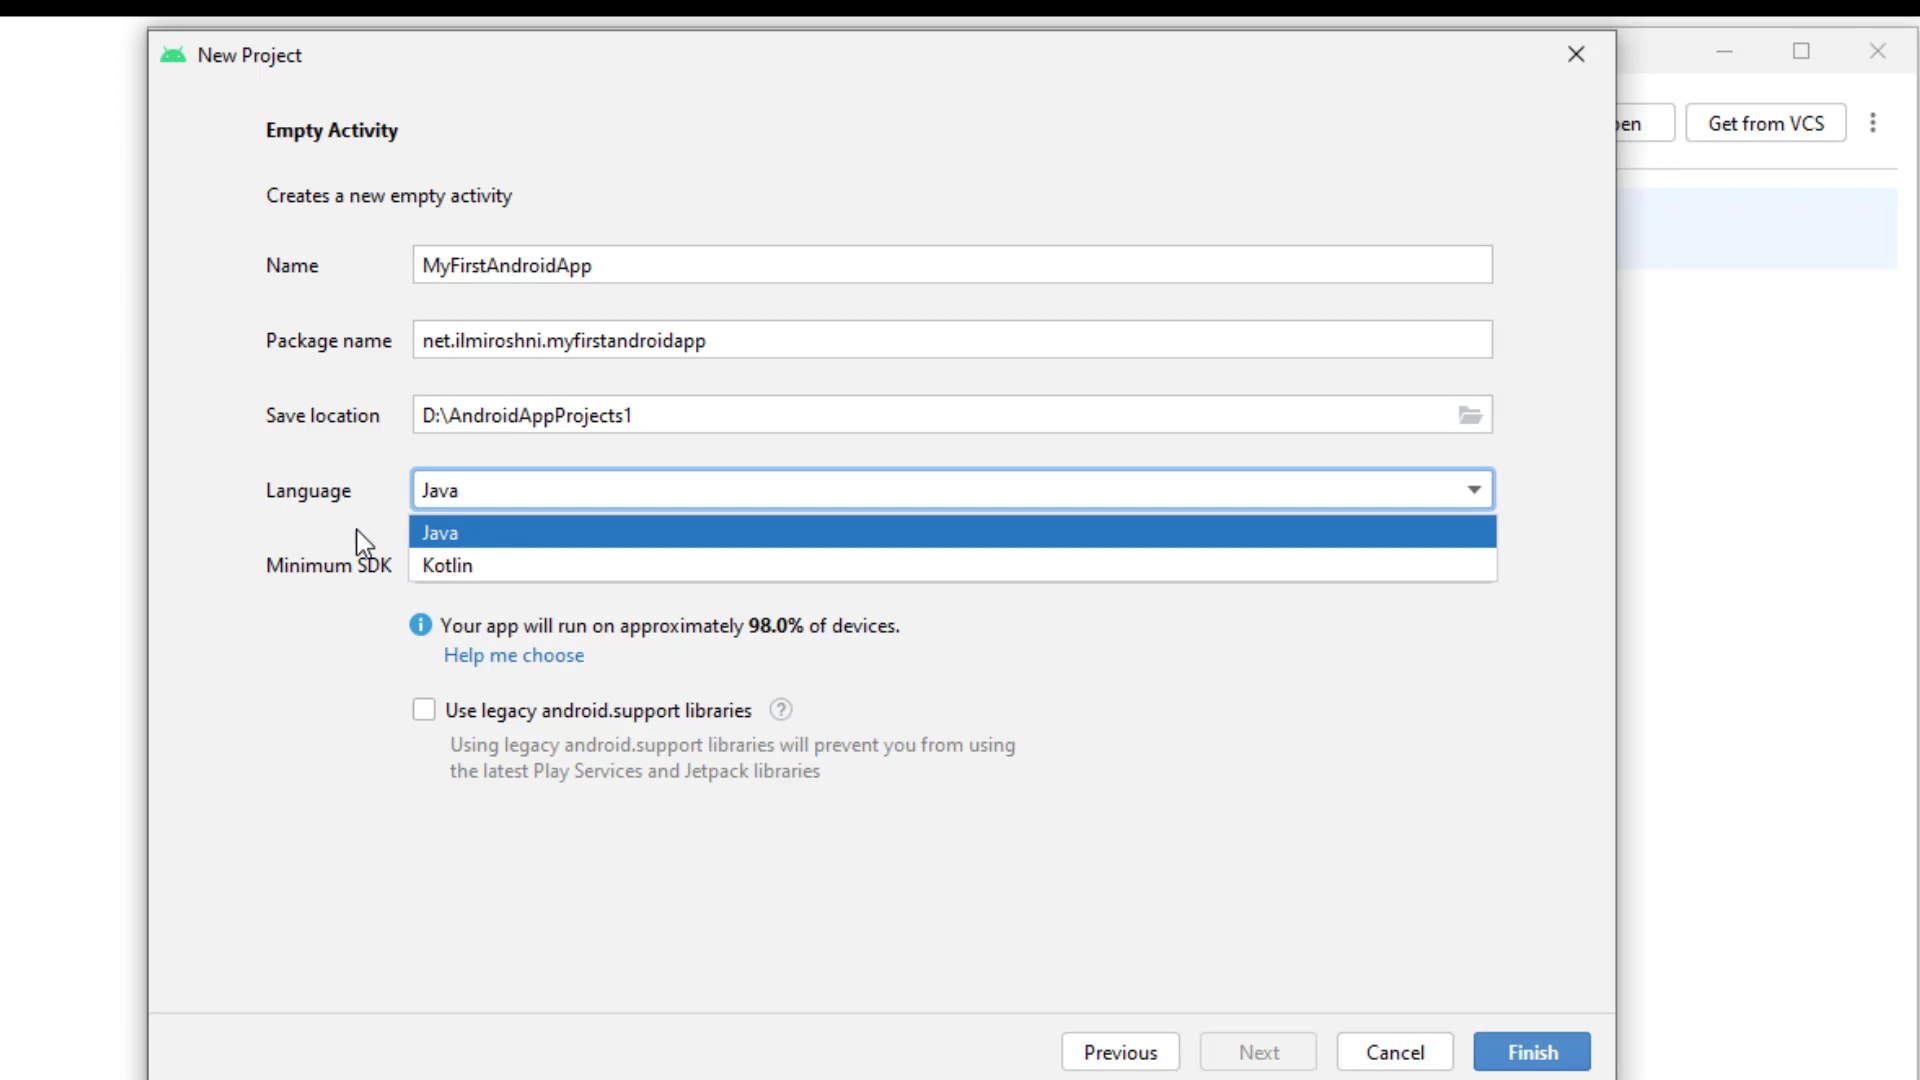 New Project
pen
Get from VCS
Empty Activity
Creates a new empty activity
Name
MyFirstAndroidApp
Package name
net.ilmiroshni.myfirstandroidapp
Save location
D:\AndroidAppProjects1
Language
Java
Java
Minimum SDK
Kotlin
Your app will run on approximately 98.0% of devices.
Help me choose
Use legacy android.support libraries
Using legacy android.support libraries will prevent you from using
the latest Play Services and Jetpack libraries
Previous
Next
Cancel
Finish